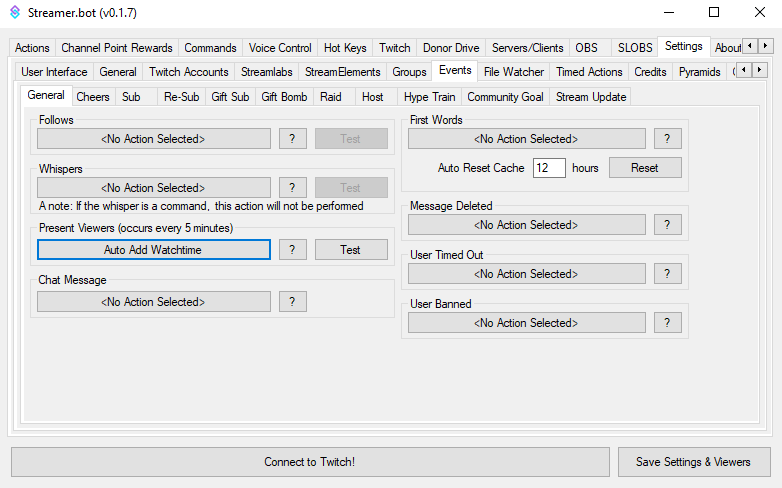 Streamer.bot (v0.1.7)
Actions Channel Point Rewards Commands Voice Control Hot Keys Twitch Donor Drive Servers/Clients OBS SLOBS Settings About
User Interface General Twitch Accounts Streamlabs StreamElements Groups Events File Watcher Timed Actions Credits Pyramids
General Cheers Sub Re-Sub Gift Sub Gift Bomb Raid Host Hype Train Community Goal Stream Update
Follows
<No Action Selected> ? Test
Whispers
<No Action Selected> ? Test
A note: If the whisper is a command, this action will not be performed
Present Viewers (occurs every 5 minutes)
Auto Add Watchtime ? Test
Chat Message
<No Action Selected> ?
First Words
<No Action Selected> ?
Auto Reset Cache 12 hours Reset
Message Deleted
<No Action Selected> ?
User Timed Out
<No Action Selected> ?
User Banned
<No Action Selected> ?
Connect to Twitch! Save Settings & Viewers